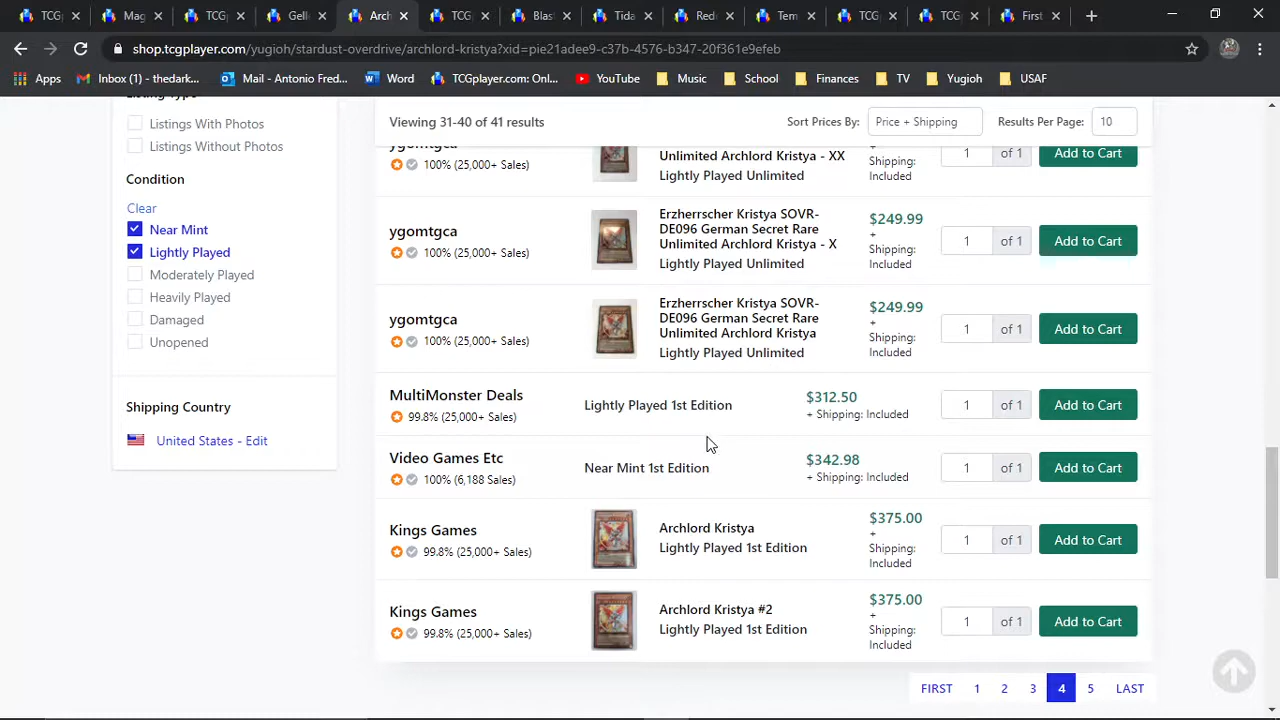 TCG Mag TCG Gelle Arch TCG Blas Tida Red Tem TCG TCG First
shop.tcgplayer.com/yugioh/stardust-overdrive/archlord-kristya?xid=pie21adee9-c37b-4576-b347-20f361e9efeb
Apps Inbox (1) - thedark... Mail - Antonio Fred... Word TCGplayer.com: Onl... YouTube Music School Finances TV Yugioh USAF
Listing Type
Listings With Photos
Listings Without Photos
Condition
Clear
Near Mint
Lightly Played
Moderately Played
Heavily Played
Damaged
Unopened
Shipping Country
United States - Edit
Viewing 31-40 of 41 results Sort Prices By: Price + Shipping Results Per Page: 10
ygomtgca
100% (25,000+ Sales)
Unlimited Archlord Kristya - XX
Lightly Played Unlimited
+
Shipping:
Included
1 of 1 Add to Cart
ygomtgca
100% (25,000+ Sales)
Erzherrscher Kristya SOVR-
DE096 German Secret Rare
Unlimited Archlord Kristya - X
Lightly Played Unlimited
$249.99
+
Shipping:
Included
1 of 1 Add to Cart
ygomtgca
100% (25,000+ Sales)
Erzherrscher Kristya SOVR-
DE096 German Secret Rare
Unlimited Archlord Kristya
Lightly Played Unlimited
$249.99
+
Shipping:
Included
1 of 1 Add to Cart
MultiMonster Deals
99.8% (25,000+ Sales)
Lightly Played 1st Edition
$312.50
+ Shipping: Included
1 of 1 Add to Cart
Video Games Etc
100% (6,188 Sales)
Near Mint 1st Edition
$342.98
+ Shipping: Included
1 of 1 Add to Cart
Kings Games
99.8% (25,000+ Sales)
Archlord Kristya
Lightly Played 1st Edition
$375.00
+
Shipping:
Included
1 of 1 Add to Cart
Kings Games
99.8% (25,000+ Sales)
Archlord Kristya #2
Lightly Played 1st Edition
$375.00
+
Shipping:
Included
1 of 1 Add to Cart
FIRST 1 2 3 4 5 LAST